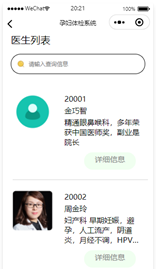 WeChat 20:21 100%
孕妇体检系统
医生列表
请输入查询信息
20001
金巧智
精通眼鼻喉科，多年荣
获中国医师奖，副业是
院长
详细信息
20002
周金玲
妇产科 早期妊娠，避
孕，人工流产，阴道
炎，月经不调，HPV...
详细信息